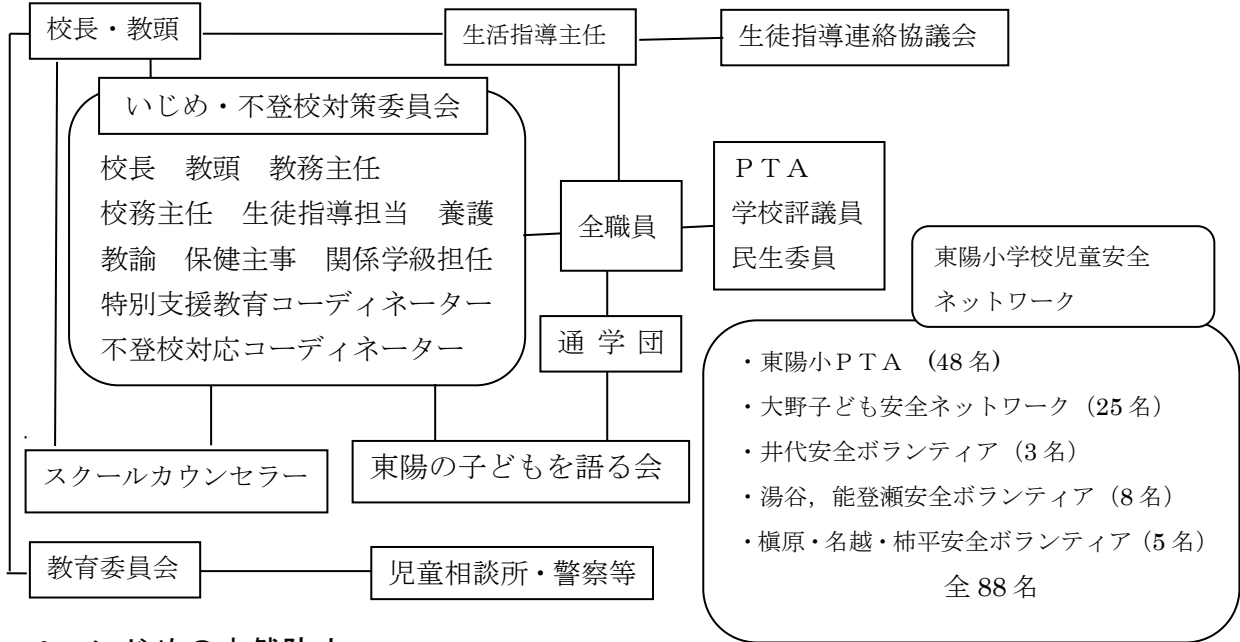 校長・教頭
生活指導主任
生徒指導連絡協議会
いじめ・不登校対策委員会
校長　教頭　教務主任
校務主任　生徒指導担当　養護
教諭　保健主事　関係学級担任
特別支援教育コーディネーター
不登校対応コーディネーター
全職員
ＰＴＡ
学校評議員
民生委員
東陽小学校児童安全
ネットワーク
通 学 団
・東陽小ＰＴＡ　(48 名)
・大野子ども安全ネットワーク（25 名）
・井代安全ボランティア（3 名）
・湯谷，能登瀬安全ボランティア（8 名）
・槇原・名越・柿平安全ボランティア（5 名）
全 88 名
スクールカウンセラー
東陽の子どもを語る会
教育委員会
児童相談所・警察等